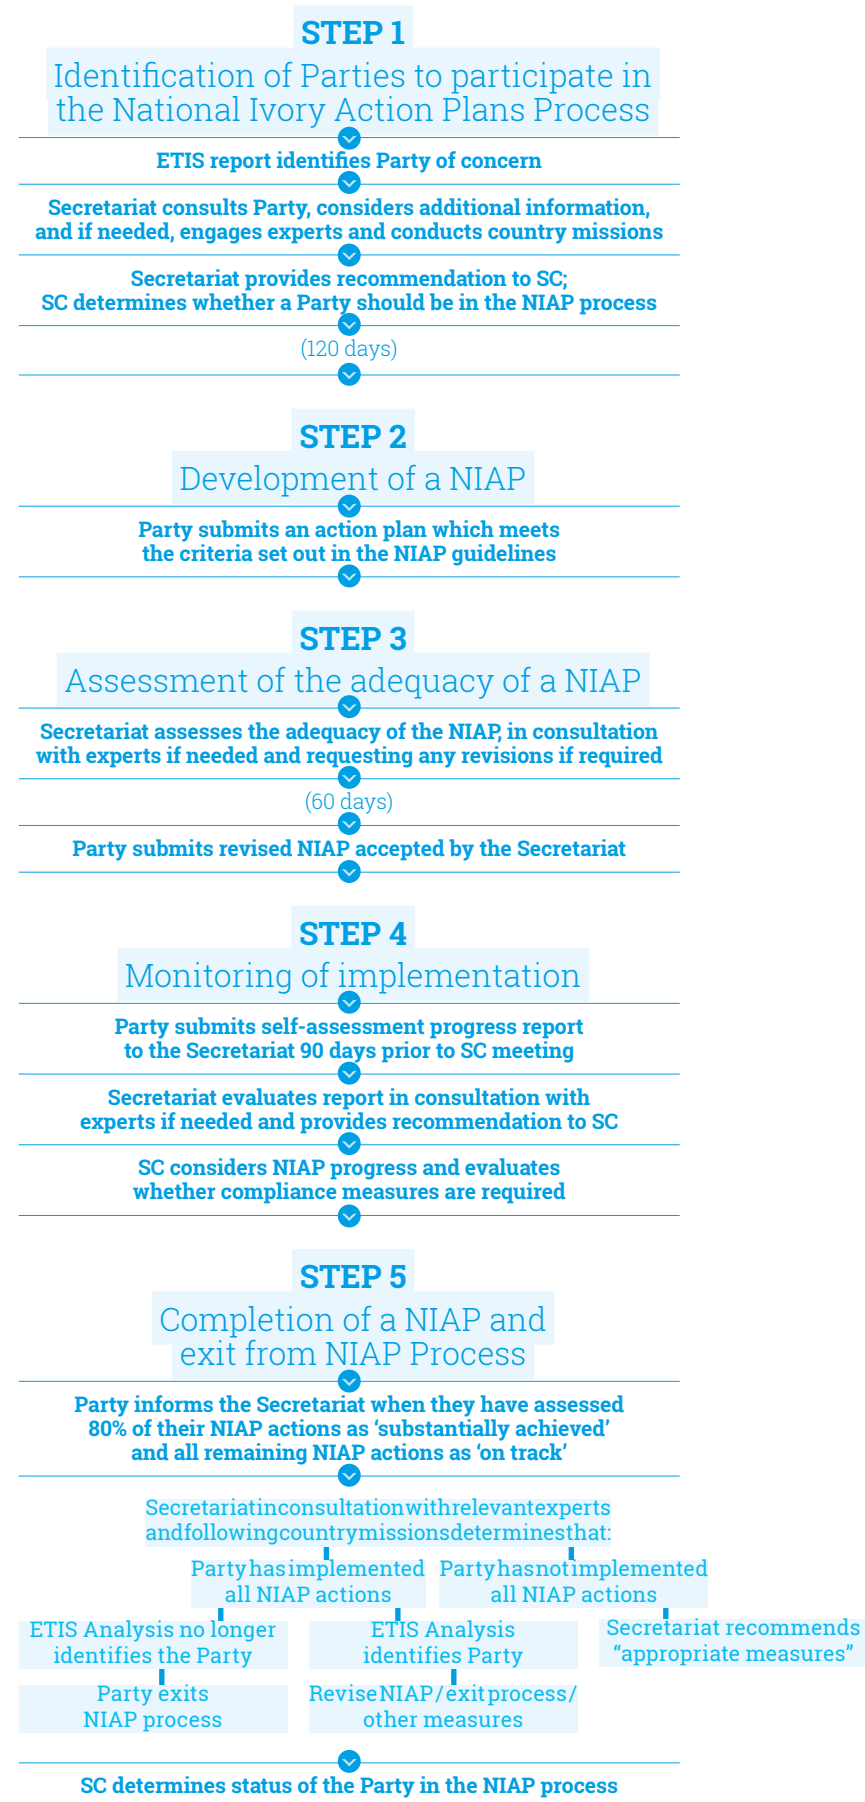 STEP 1
Identification of Parties to participate in
the National Ivory Action Plans Process
ETIS report identifies Party of concern
Secretariat consults Party, considers additional information,
and if needed, engages experts and conducts country missions
Secretariat provides recommendation to SC;
SC determines whether a Party should be in the NIAP process
(120 days)
STEP 2
Development of a NIAP
Party submits an action plan which meets
the criteria set out in the NIAP guidelines
STEP 3
Assessment of the adequacy of a NIAP
Secretariat assesses the adequacy of the NIAP, in consultation
with experts if needed and requesting any revisions if required
(60 days)
Party submits revised NIAP accepted by the Secretariat
STEP 4
Monitoring of implementation
Party submits self-assessment progress report
to the Secretariat 90 days prior to SC meeting
Secretariat evaluates report in consultation with
experts if needed and provides recommendation to SC
SC considers NIAP progress and evaluates
whether compliance measures are required
STEP 5
Completion of a NIAP and
exit from NIAP Process
Party informs the Secretariat when they have assessed
80% of their NIAP actions as ‘substantially achieved’
and all remaining NIAP actions as ‘on track’
Secretariat in consultation with relevant experts
and following country missions determines that:
Party has implemented
all NIAP actions
Party has not implemented
all NIAP actions
ETIS Analysis no longer
identifies the Party
ETIS Analysis
identifies Party
Secretariat recommends
“appropriate measures”
Party exits
NIAP process
Revise NIAP / exit process /
other measures
SC determines status of the Party in the NIAP process